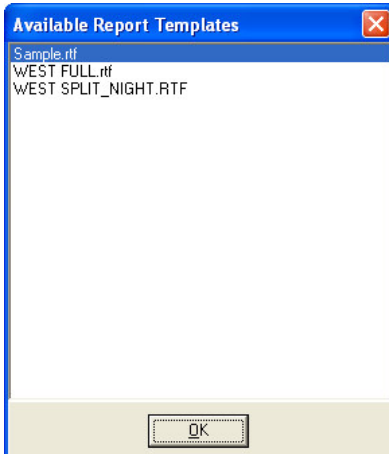 Available Report Templates
Sample.rtf
WEST FULL.rtf
WEST SPLIT_NIGHT.RTF
OK